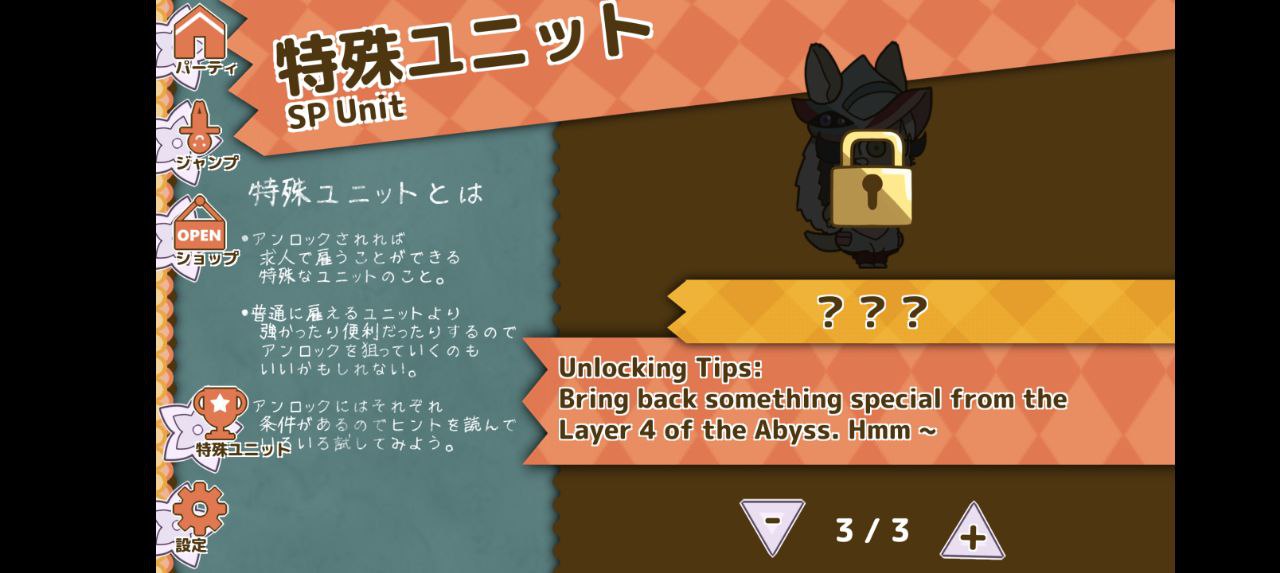 パーティ
ジャンプ
OPEN
ショップ
特殊ユニット
設定
特殊ユニット
SP Unit
特殊ユニットとは
•アンロックされれば
求人で雇うことができる
特殊なユニットのこと。
•普通に雇えるユニットより
強かったり便利だったりするので
アンロックを狙っていくのも
いいかもしれない。
アンロックにはそれぞれ
条件があるのでヒントを読んで
いろいろ試してみよう。
???
Unlocking Tips:
Bring back something special from the
Layer 4 of the Abyss. Hmm ~
-
3 / 3
+